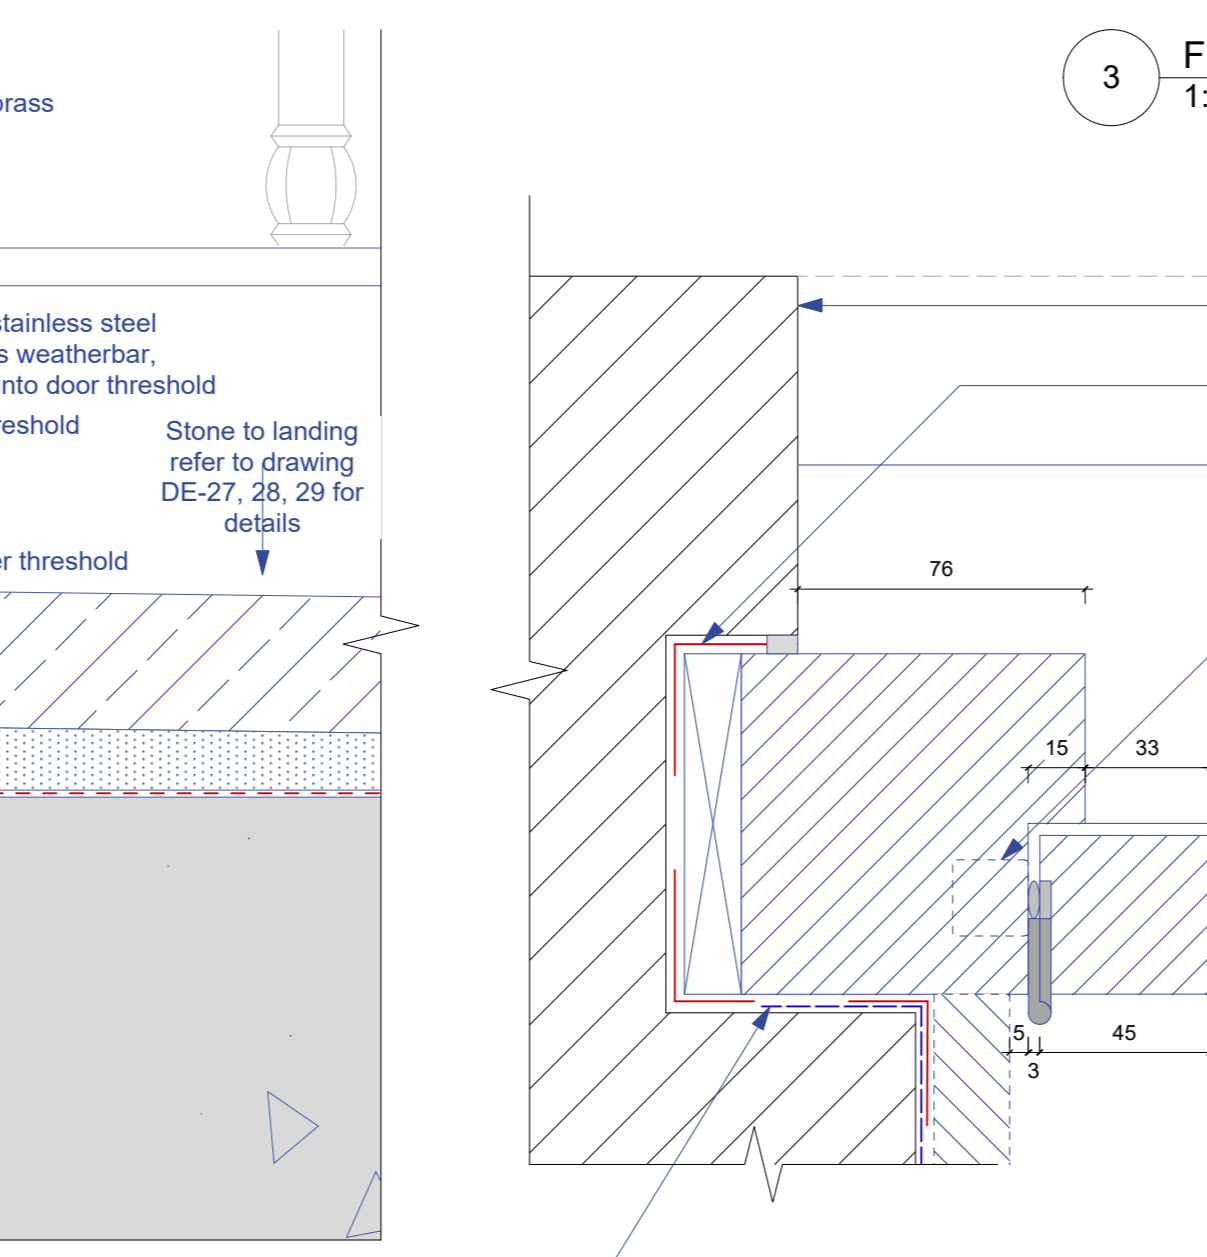 brass
stainless steel
s weatherbar,
into door threshold
reshold
Stone to landing
refer to drawing
DE-27, 28, 29 for
details
er threshold
3
F
1:
76
15
33
5
3
45